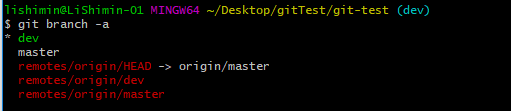 lishimin@LiShimin-01 MINGW64 ~/Desktop/gitTest/git-test (dev)
$ git branch -a
* dev
  master
  remotes/origin/HEAD -> origin/master
  remotes/origin/dev
  remotes/origin/master